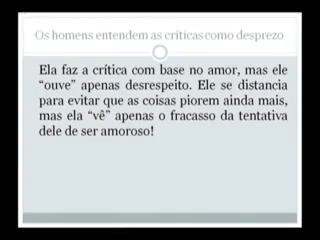 Os homens entendem as críticas como desprezo
Ela faz a crítica com base no amor, mas ele
"ouve" apenas desrespeito. Ele se distancia
para evitar que as coisas piorem ainda mais,
mas ela "vê" apenas o fracasso da tentativa
dele de ser amoroso!